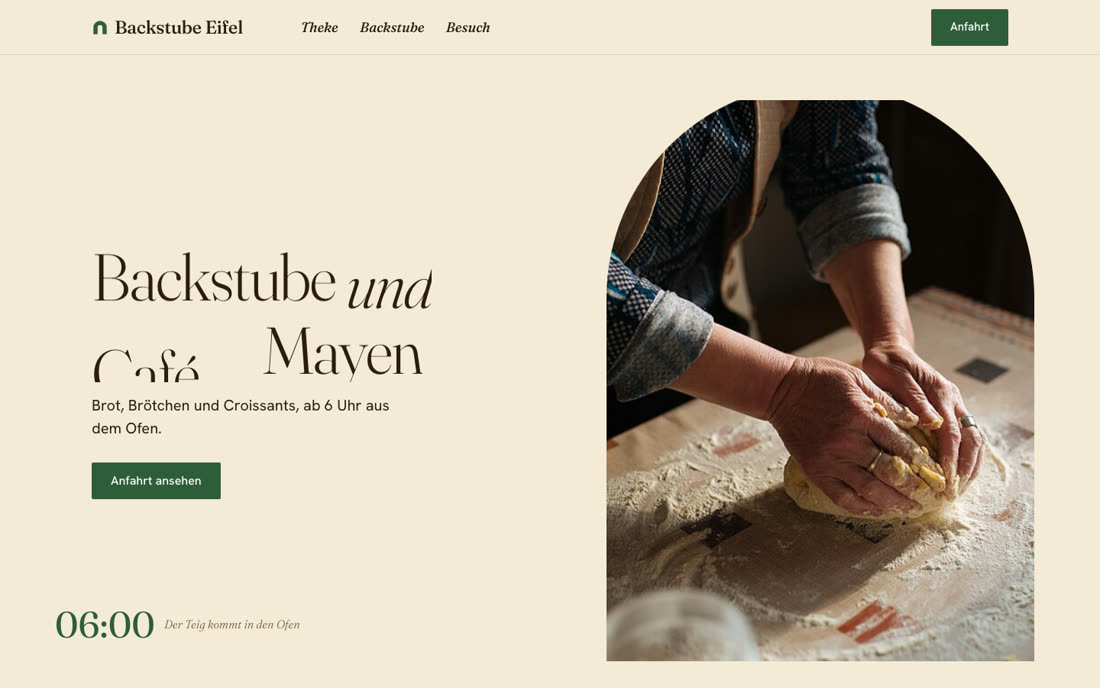 Backstube Eifel
Theke Backstube Besuch
Anfahrt
Backstube und
Café Mayen
Brot, Brötchen und Croissants, ab 6 Uhr aus
dem Ofen.
Anfahrt ansehen
06:00 Der Teig kommt in den Ofen